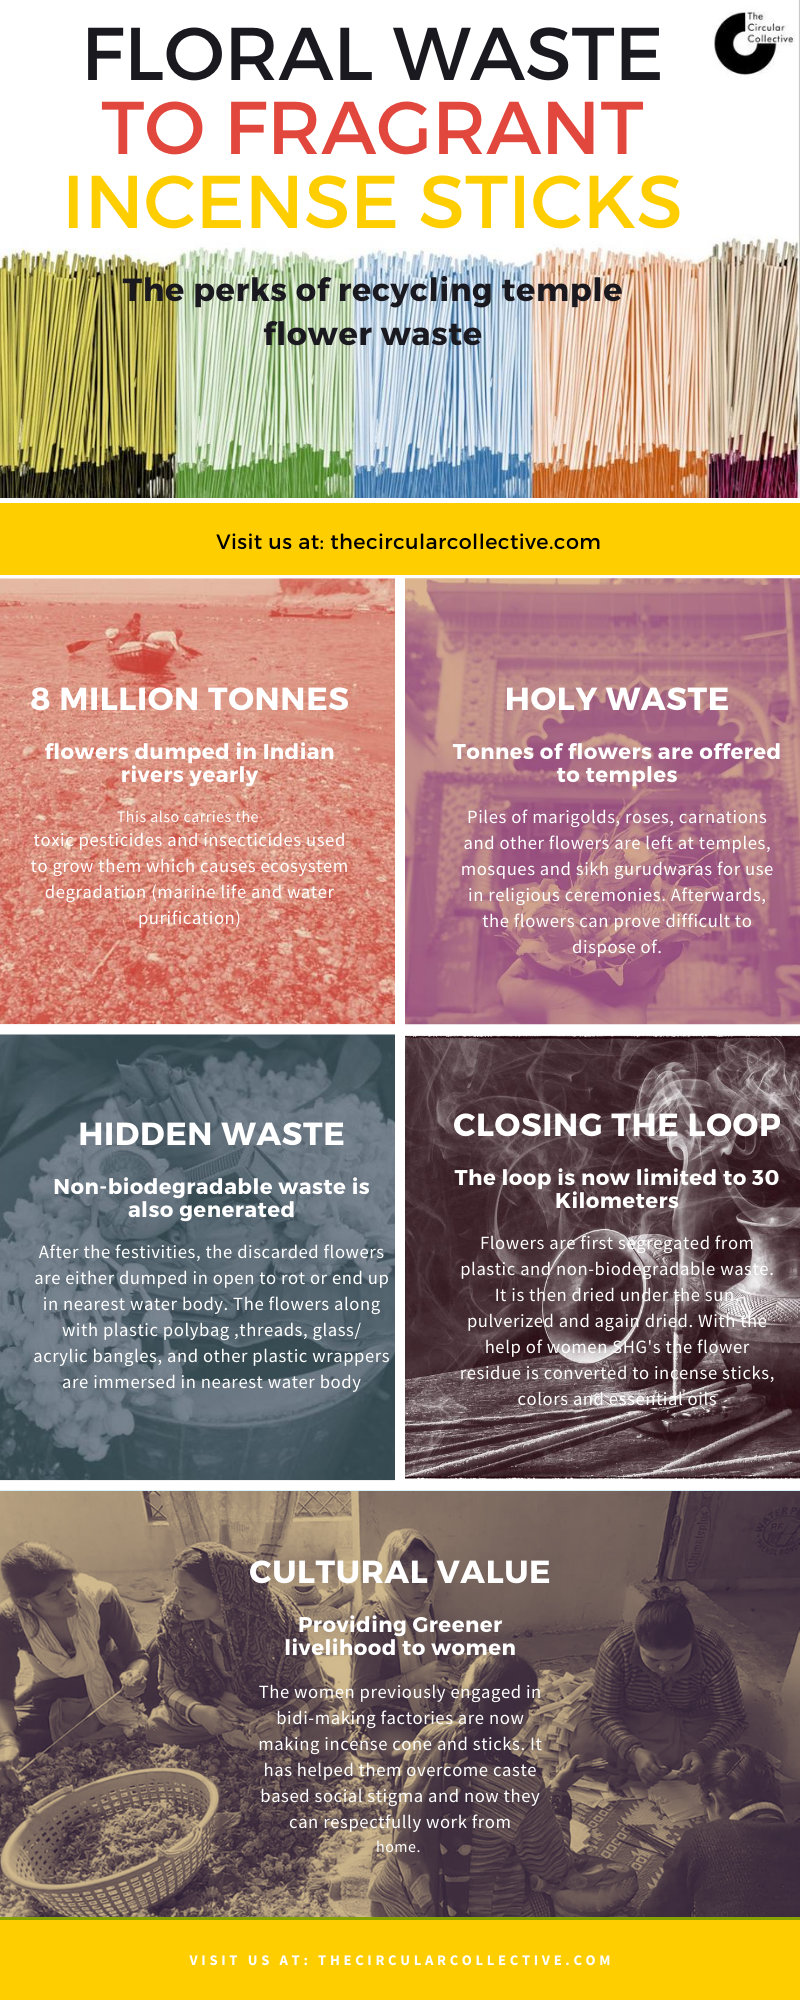 The
Circular
Collective
FLORAL WASTE
TO FRAGRANT
INCENSE STICKS
The perks of recycling temple
flower waste
Visit us at: thecircularcollective.com
8 MILLION TONNES
flowers dumped in Indian
rivers yearly
This also carries the
toxic pesticides and insecticides used
to grow them which causes ecosystem
degradation (marine life and water
purification)
HOLY WASTE
Tonnes of flowers are offered
to temples
Piles of marigolds, roses, carnations
and other flowers are left at temples,
mosques and sikh gurudwaras for use
in religious ceremonies. Afterwards,
the flowers can prove difficult to
dispose of.
HIDDEN WASTE
Non-biodegradable waste is
also generated
After the festivities, the discarded flowers
are either dumped in open to rot or end up
in nearest water body. The flowers along
with plastic polybag ,threads, glass/
acrylic bangles, and other plastic wrappers
are immersed in nearest water body
CLOSING THE LOOP
The loop is now limited to 30
Kilometers
Flowers are first segregated from
plastic and non-biodegradable waste.
It is then dried under the sun,
pulverized and again dried. With the
help of women SHG's the flower
residue is converted to incense sticks,
colors and essential oils
CULTURAL VALUE
Providing Greener
livelihood to women
The women previously engaged in
bidi-making factories are now
making incense cone and sticks. It
has helped them overcome caste
based social stigma and now they
can respectfully work from
home.
VISIT US AT: THECIRCULARCOLLECTIVE.COM